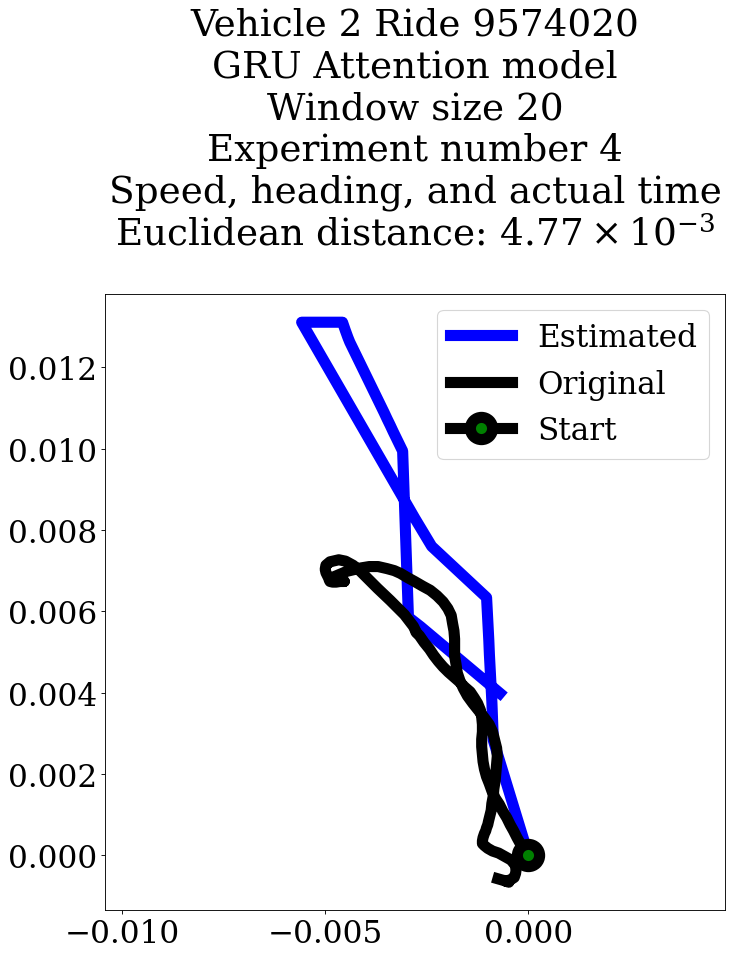 Vehicle 2 Ride 9574020
GRU Attention model
Window size 20
Experiment number 4
Speed, heading, and actual time
Euclidean distance: 4.77 × 10⁻³
Estimated
Original
Start
0.012
0.010
0.008
0.006
0.004
0.002
0.000
−0.010
−0.005
0.000